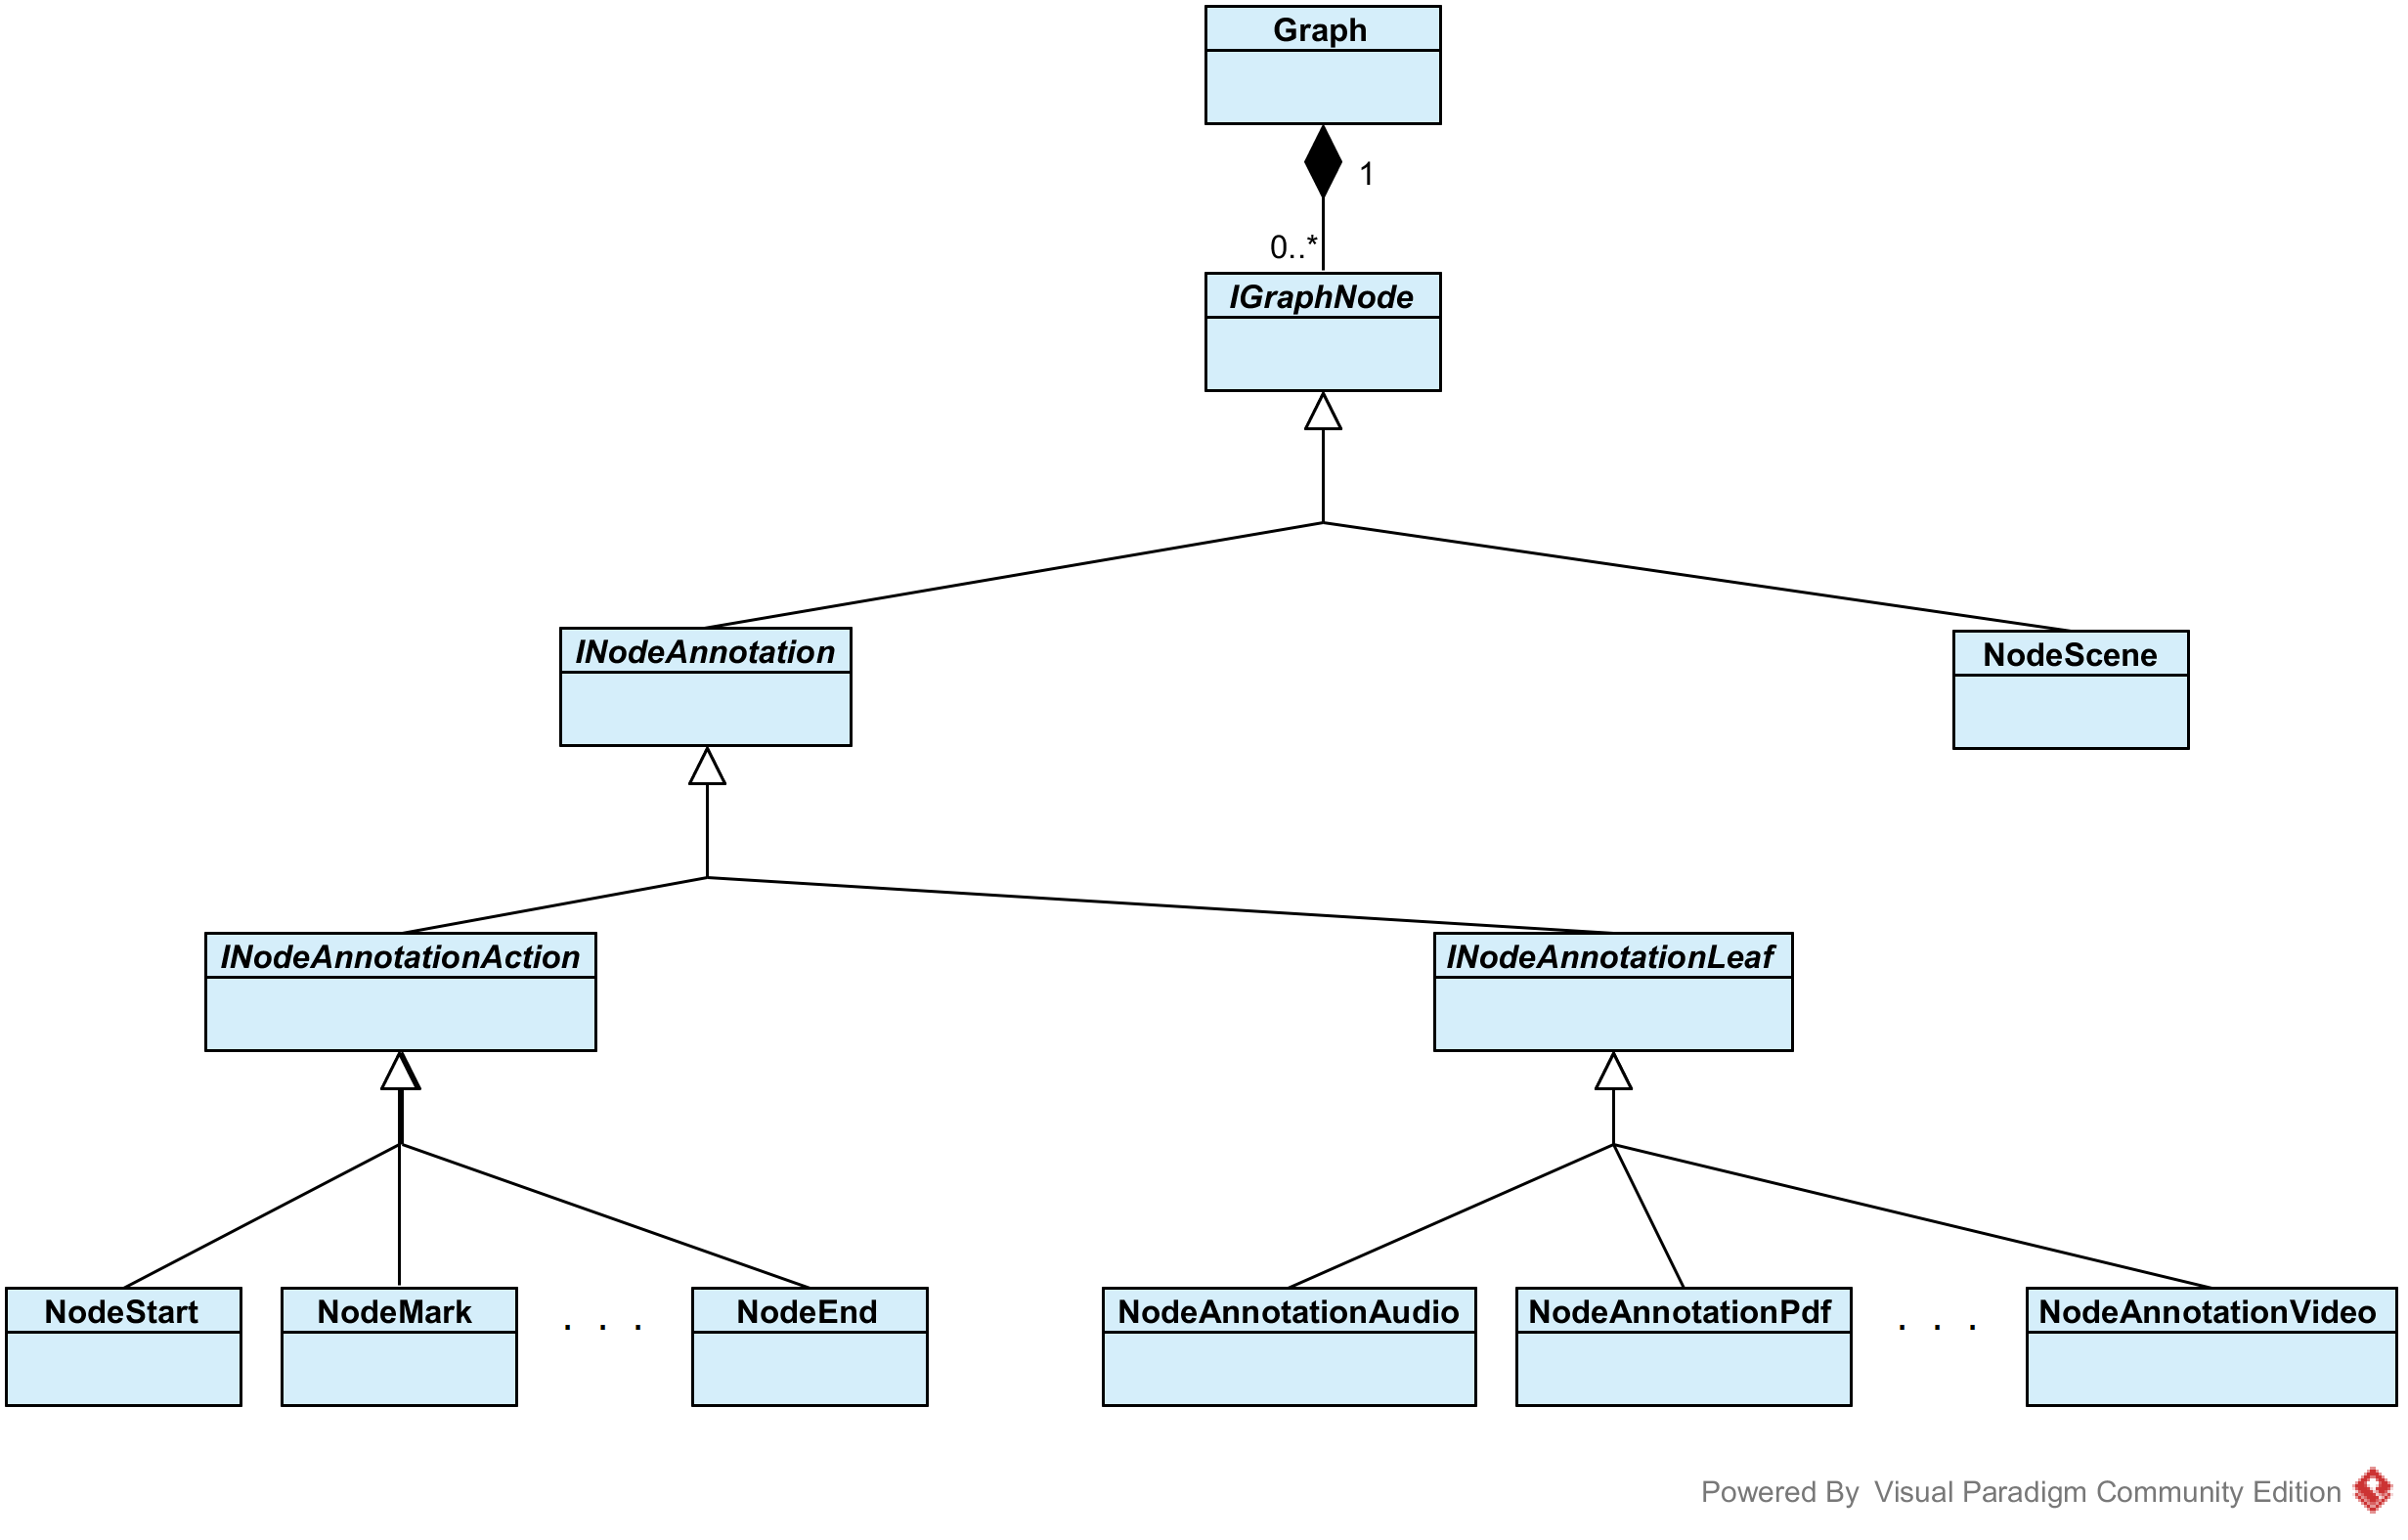 Graph
1
0..*
IGraphNode
INodeAnnotation
NodeScene
INodeAnnotationAction
INodeAnnotationLeaf
NodeStart
NodeMark
. . .
NodeEnd
NodeAnnotationAudio
NodeAnnotationPdf
. . .
NodeAnnotationVideo
Powered By Visual Paradigm Community Edition